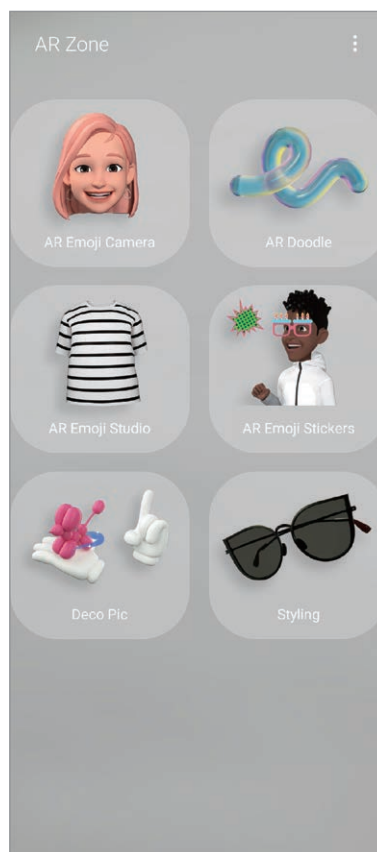 AR Zone
AR Emoji Camera
AR Doodle
AR Emoji Studio
AR Emoji Stickers
Deco Pic
Styling